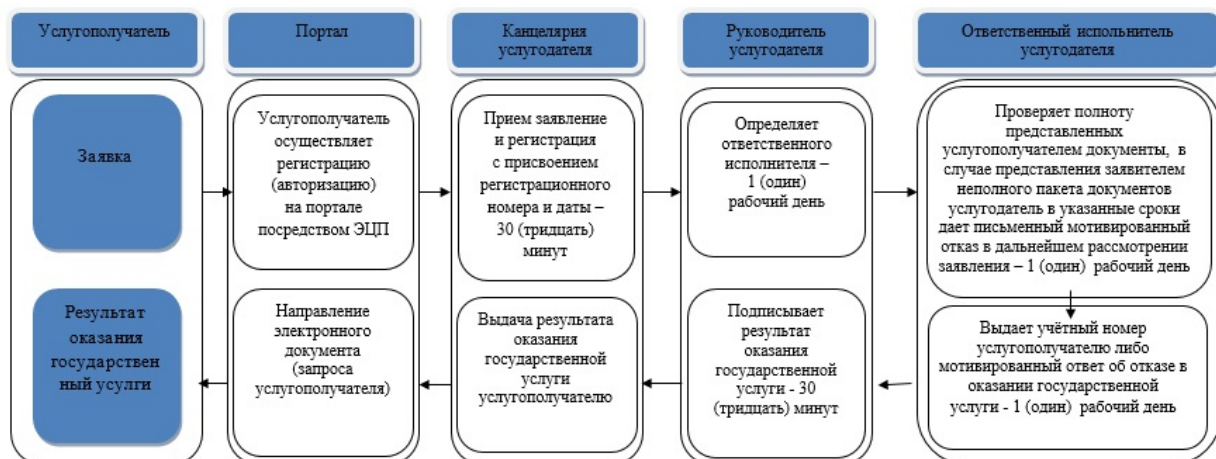 Услугополучатель
Портал
Канцелярия
услугодателя
Руководитель
услугодателя
Ответственный испольнитель
услугодателя
Заявка
Услугополучатель
осуществляет
регистрацию
(авторизацию)
на портале
посредством ЭЦП
Прием заявление
и регистрация
с присвоением
регистрационного
номера и даты –
30 (тридцать)
минут
Определяет
ответственного
исполнителя –
1 (один)
рабочий день
Проверяет полноту
представленных
услугополучателем документы, в
случае представления заявителем
неполного пакета документов
услугодатель в указанные сроки
дает письменный мотивированный
отказ в дальнейшем рассмотрении
заявления – 1 (один) рабочий день
Результат
оказания
государствен
ный усулги
Направление
электронного
документа
(запроса
услугополучателя)
Выдача результата
оказания
государственной
услуги
услугополучателю
Подписывает
результат
оказания
государственной
услуги - 30
(тридцать) минут
Выдает учётный номер
услугополучателю либо
мотивированный ответ об отказе в
оказании государственной
услуги - 1 (один) рабочий день